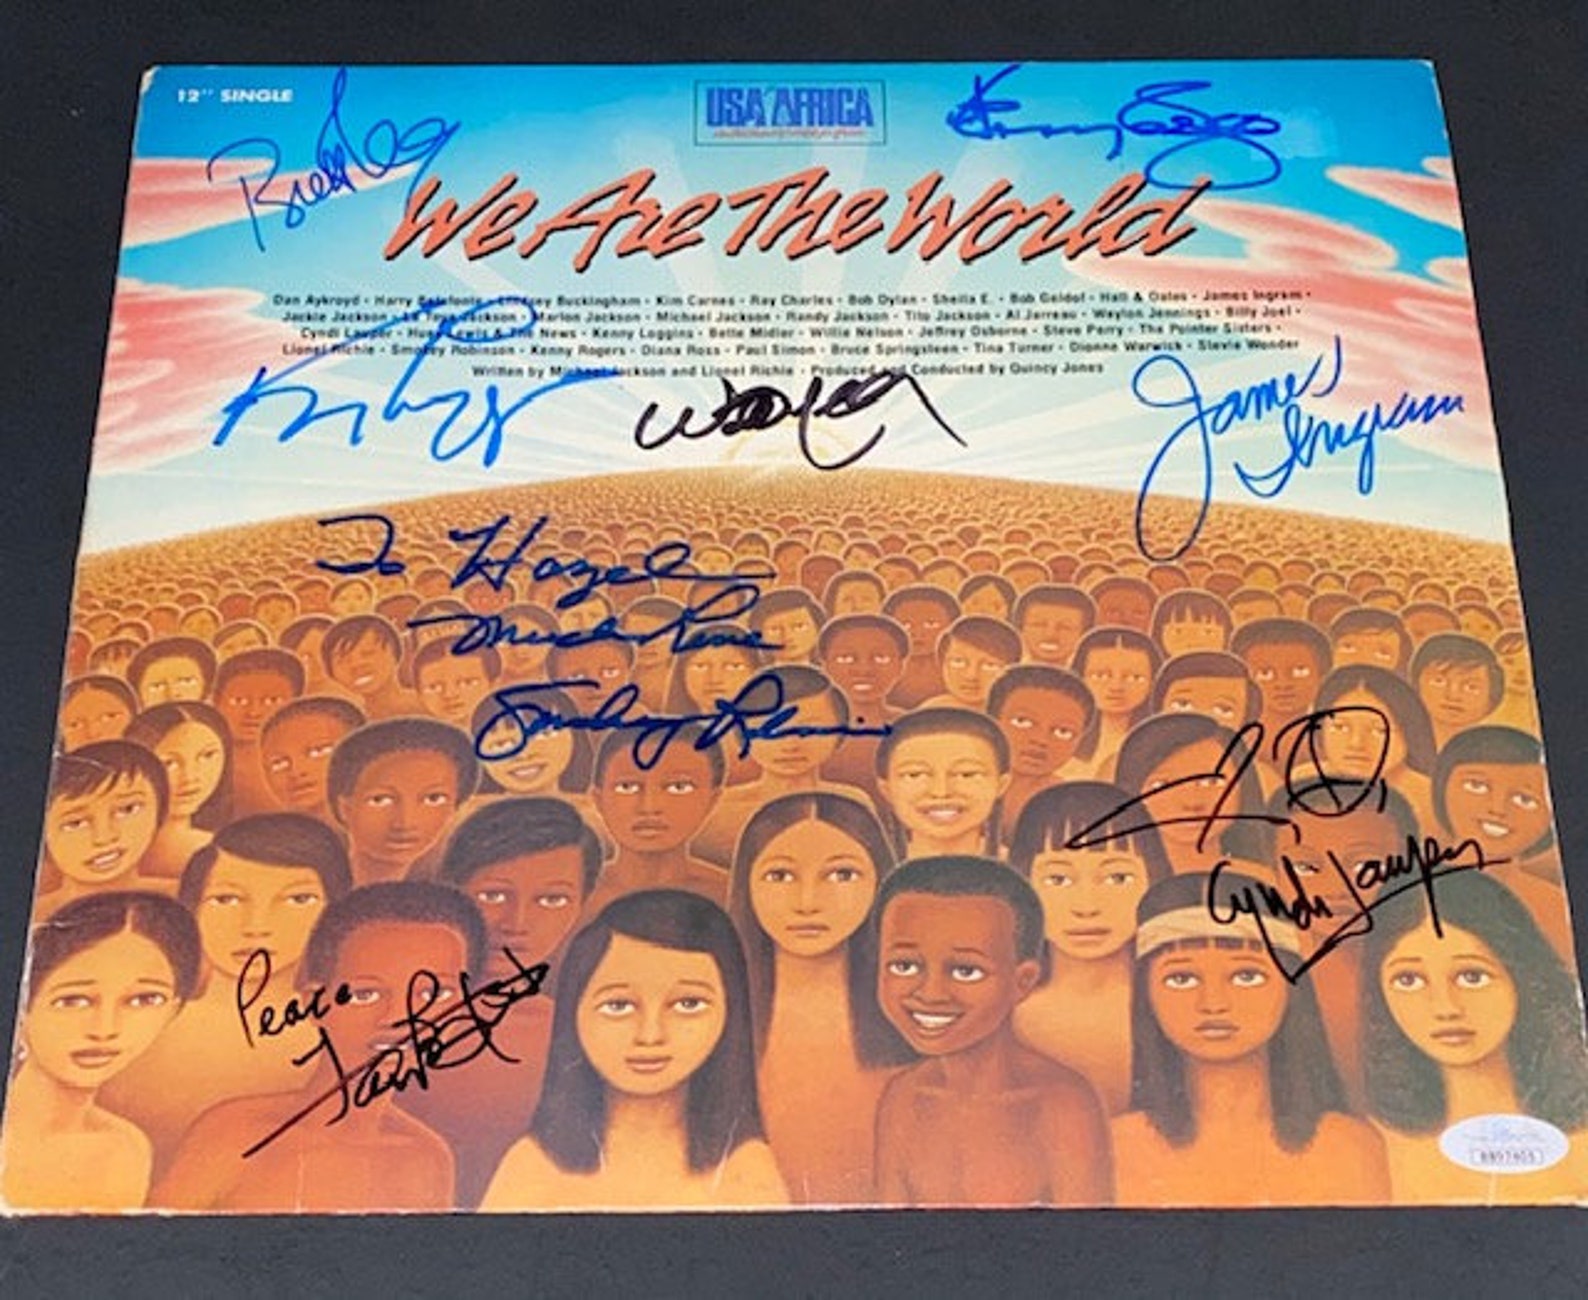 12" SINGLE
USA for AFRICA
We Are The World
Dan Aykroyd • Harry Belafonte • Lindsey Buckingham • Kim Carnes • Ray Charles • Bob Dylan • Sheila E. • Bob Geldof • Hall & Oates • James Ingram •
Jackie Jackson • La Toya Jackson • Marlon Jackson • Michael Jackson • Randy Jackson • Tito Jackson • Al Jarreau • Waylon Jennings • Billy Joel •
Cyndi Lauper • Huey Lewis & The News • Kenny Loggins • Bette Midler • Willie Nelson • Jeffrey Osborne • Steve Perry • The Pointer Sisters •
Lionel Richie • Smokey Robinson • Kenny Rogers • Diana Ross • Paul Simon • Bruce Springsteen • Tina Turner • Dionne Warwick • Stevie Wonder
Written by Michael Jackson and Lionel Richie • Produced and Conducted by Quincy Jones
James
Ingram
To Hazel
Much Love
Smokey Robinson
Cyndi Lauper
Peace